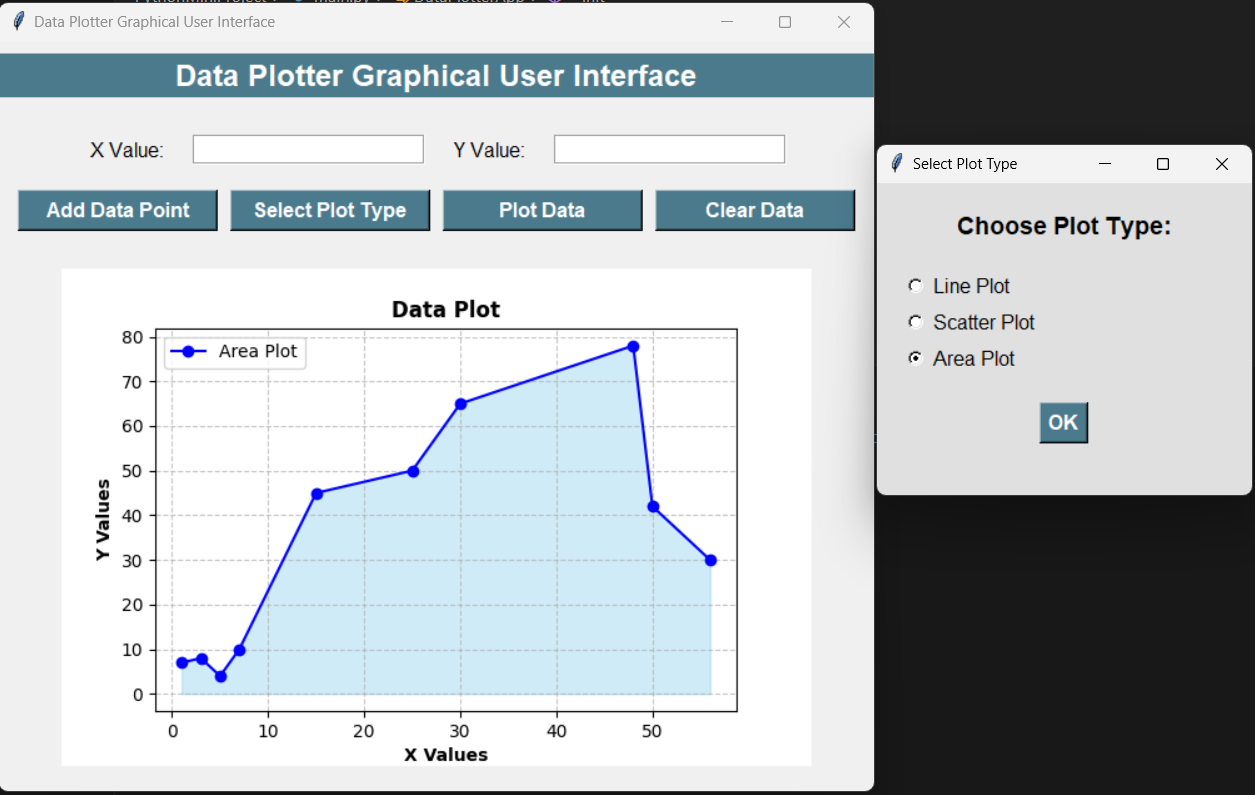 Data Plotter Graphical User Interface
Data Plotter Graphical User Interface
X Value: Y Value:
Add Data Point Select Plot Type Plot Data Clear Data
Data Plot
Area Plot
80
70
60
50
40
30
20
10
0
Y Values
0 10 20 30 40 50
X Values
Select Plot Type
Choose Plot Type:
Line Plot
Scatter Plot
Area Plot
OK